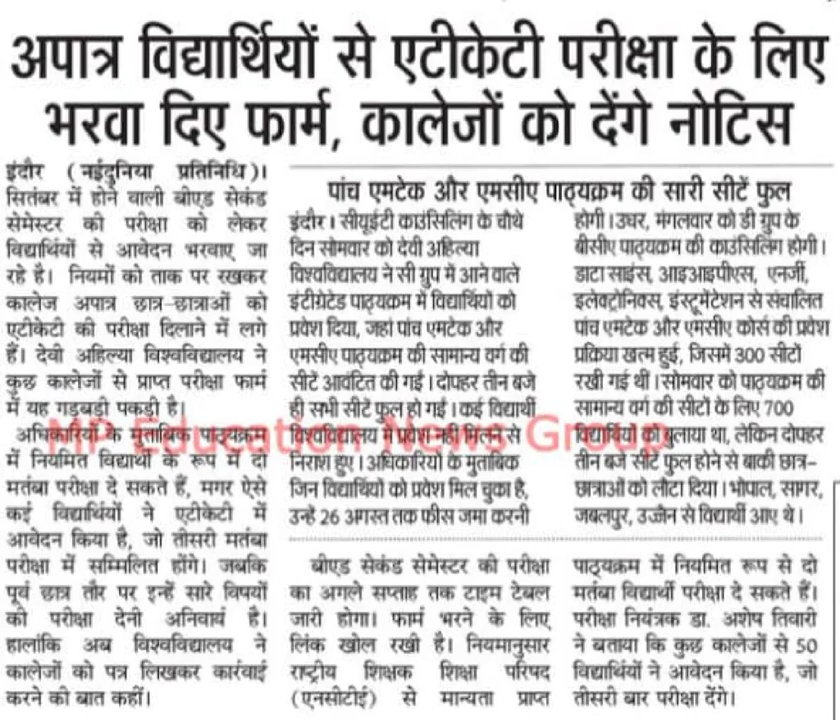 अपात्र विद्यार्थियों से एटीकेटी परीक्षा के लिए
भरवा दिए फार्म, कालेजों को देंगे नोटिस
इंदौर (नईदुनिया प्रतिनिधि)।
सितंबर में होने वाली बीएड सेकंड
सेमेस्टर की परीक्षा को लेकर
विद्यार्थियों से आवेदन भरवाए जा
रहे है। नियमों को ताक पर रखकर
कालेज अपात्र छात्र-छात्राओं को
एटीकेटी की परीक्षा दिलाने में लगे
हैं। देवी अहिल्या विश्वविद्यालय ने
कुछ कालेजों से प्राप्त परीक्षा फार्म
में यह गड़बड़ी पकड़ी है।
अधिकारियों के मुताबिक पाठ्यक्रम
में नियमित विद्यार्थी के रूप में दो
मर्तबा परीक्षा दे सकते हैं, मगर ऐसे
कई विद्यार्थियों ने एटीकेटी में
आवेदन किया है, जो तीसरी मर्तबा
परीक्षा में सम्मिलित होंगे। जबकि
पूर्व छात्र तौर पर इन्हें सारे विषयों
की परीक्षा देनी अनिवार्य है।
हालांकि अब विश्वविद्यालय ने
कालेजों को पत्र लिखकर कार्रवाई
करने की बात कहीं।
पांच एमटेक और एमसीए पाठ्यक्रम की सारी सीटें फुल
इंदौर। सीयूईटी काउंसिलिंग के चौथे
दिन सोमवार को देवी अहिल्या
विश्वविद्यालय ने सी ग्रुप में आने वाले
इंटीग्रेटेड पाठ्यक्रम में विद्यार्थियों को
प्रवेश दिया, जहां पांच एमटेक और
एमसीए पाठ्यक्रम की सामान्य वर्ग की
सीटें आवंटित की गईं। दोपहर तीन बजे
ही सभी सीटें फुल हो गईं। कई विद्यार्थी
विश्वविद्यालय में प्रवेश नहीं मिलने से
निराश हुए। अधिकारियों के मुताबिक
जिन विद्यार्थियों को प्रवेश मिल चुका है,
उन्हें 26 अगस्त तक फीस जमा करनी
होगी। उधर, मंगलवार को डी ग्रुप के
बीसीए पाठ्यक्रम की काउंसिलिंग होगी।
डाटा साइंस, आइआइपीएस, एनर्जी,
इलेक्ट्रोनिक्स, इंस्ट्रूमेंटेशन से संचालित
पांच एमटेक और एमसीए कोर्स की प्रवेश
प्रक्रिया खत्म हुई, जिसमें 300 सीटों
रखी गई थीं। सोमवार को पाठ्यक्रम की
सामान्य वर्ग की सीटों के लिए 700
विद्यार्थियों को बुलाया था, लेकिन दोपहर
तीन बजे सीटें फुल होने से बाकी छात्र-
छात्राओं को लौटा दिया। भोपाल, सागर,
जबलपुर, उज्जैन से विद्यार्थी आए थे।
बीएड सेकंड सेमेस्टर की परीक्षा
का अगले सप्ताह तक टाइम टेबल
जारी होगा। फार्म भरने के लिए
लिंक खोल रखी है। नियमानुसार
राष्ट्रीय शिक्षक शिक्षा परिषद
(एनसीटीई) से मान्यता प्राप्त
पाठ्यक्रम में नियमित रूप से दो
मर्तबा विद्यार्थी परीक्षा दे सकते हैं।
परीक्षा नियंत्रक डा. अशेष तिवारी
ने बताया कि कुछ कालेजों से 50
विद्यार्थियों ने आवेदन किया है, जो
तीसरी बार परीक्षा देंगे।
MP Education News Group